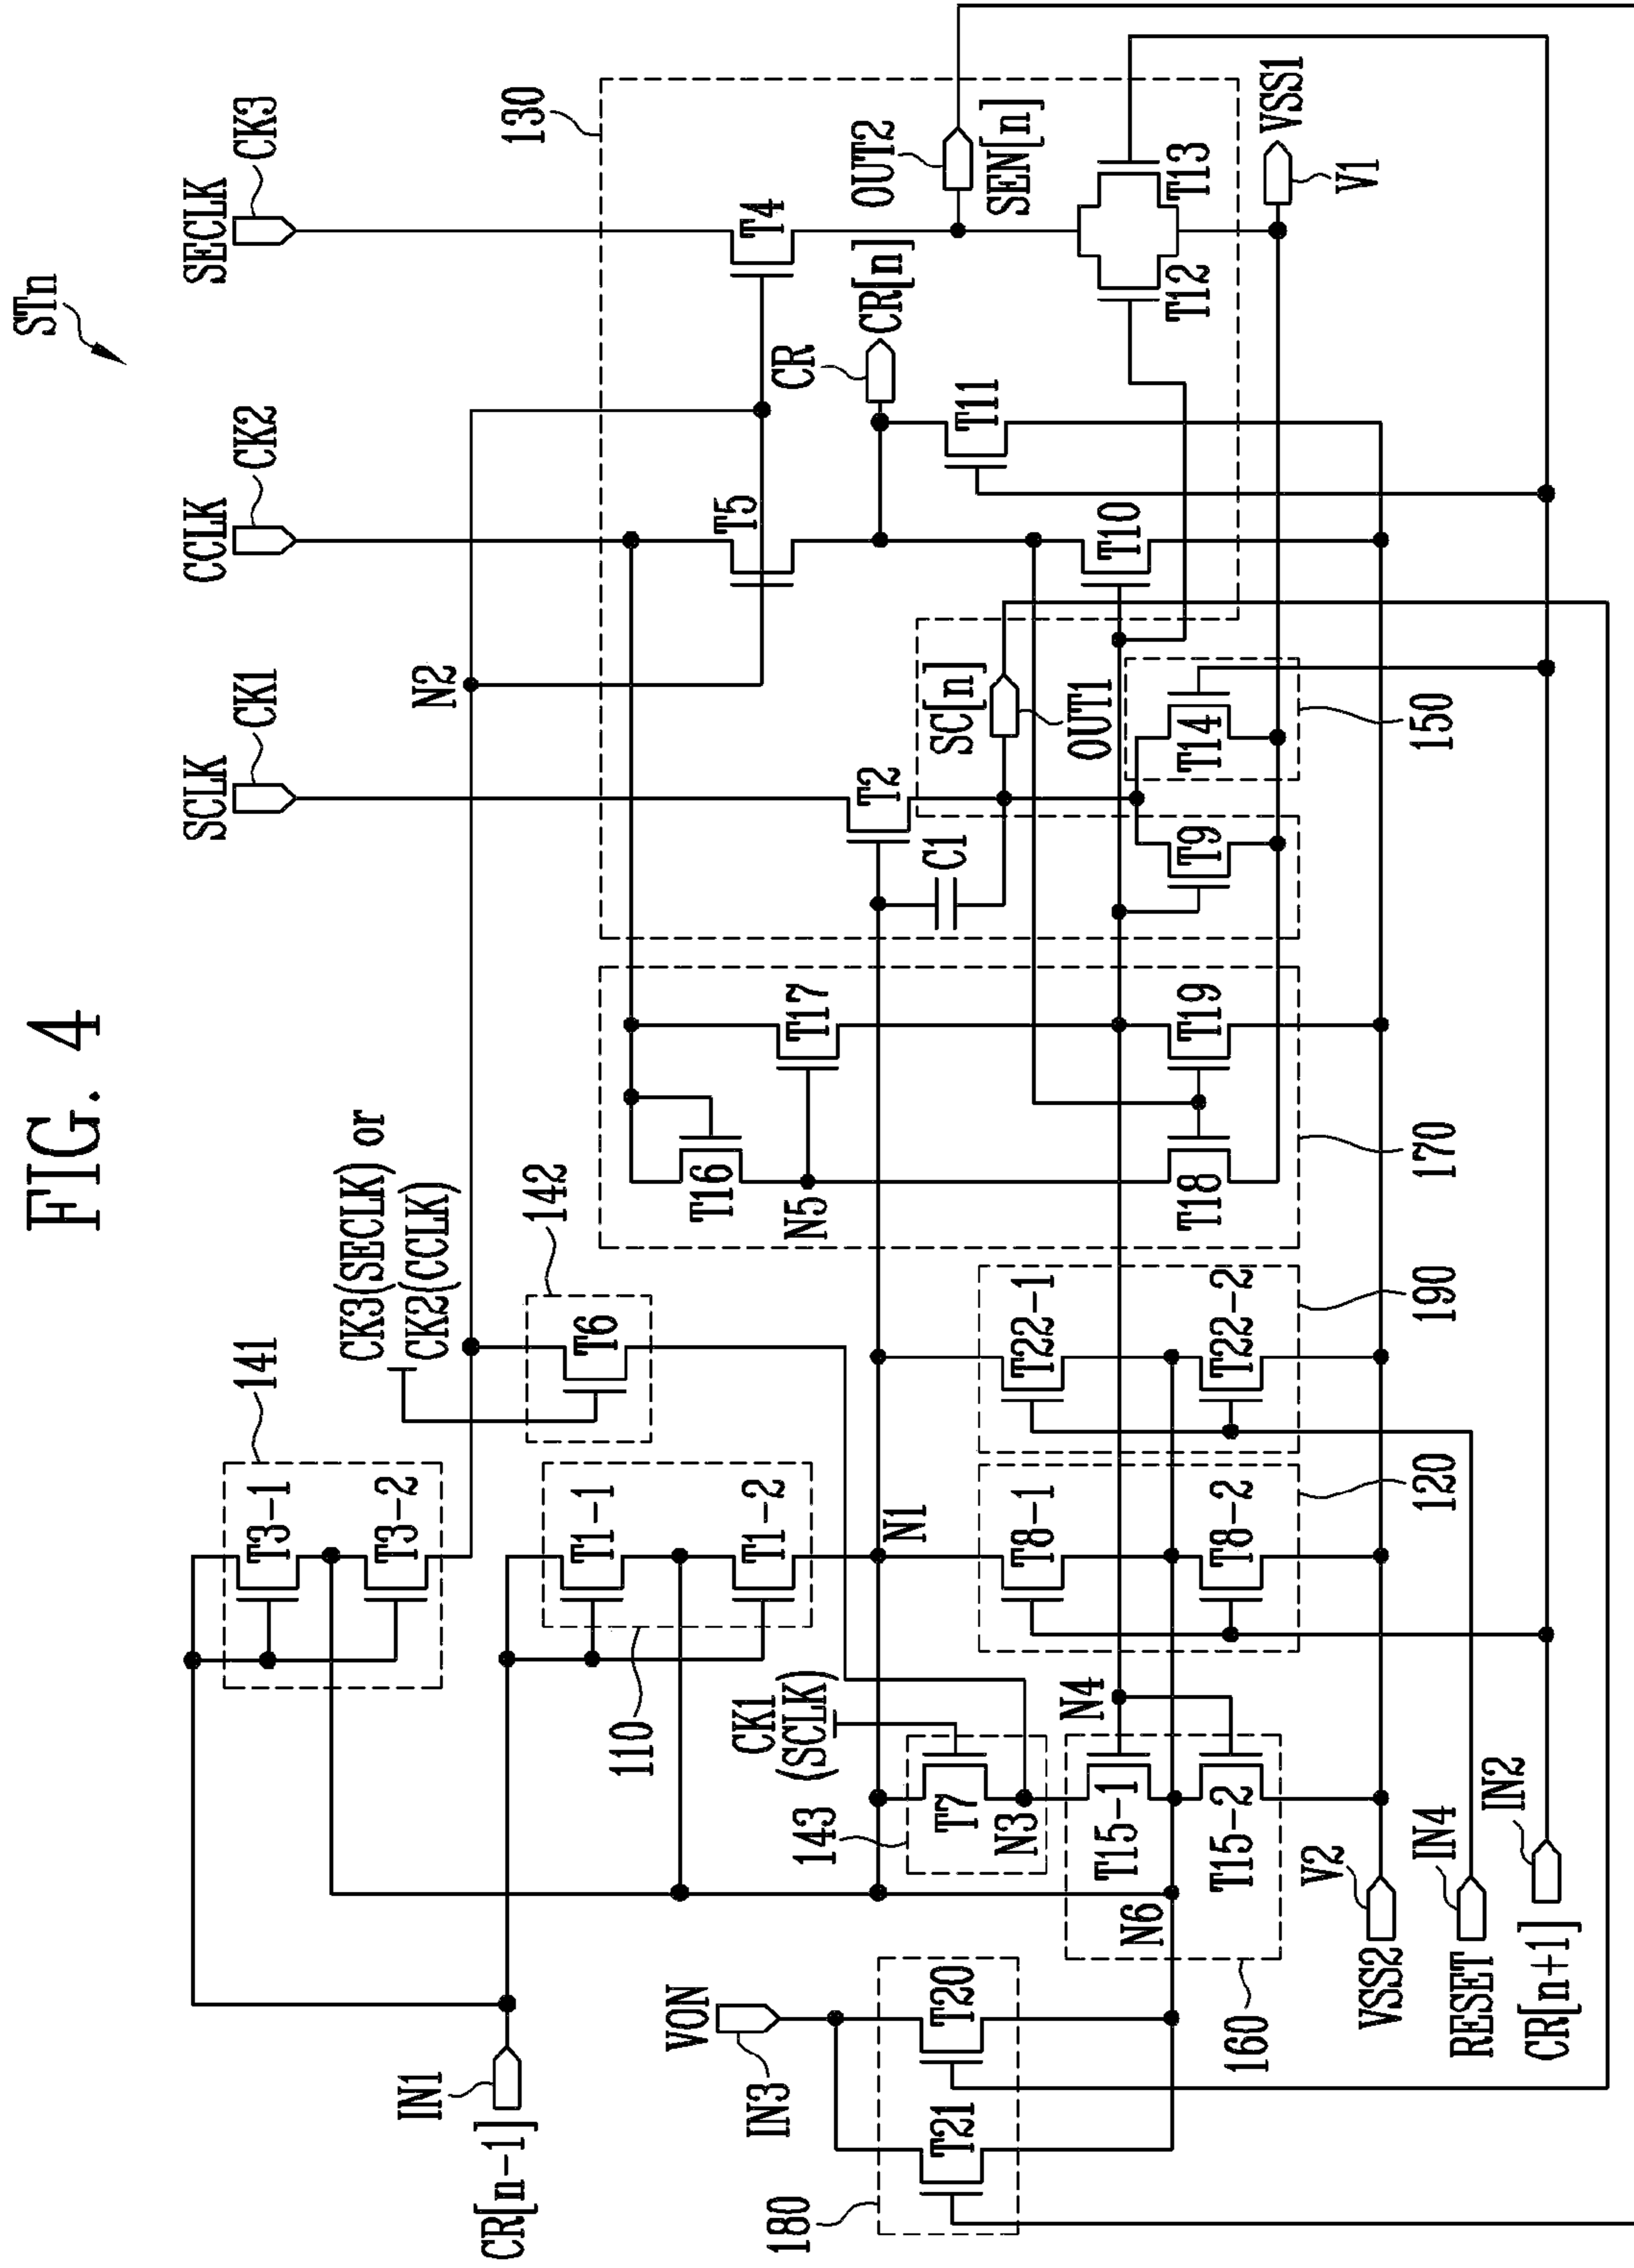 FIG. 4
STn
SCLK
CK1
CCLK
CK2
SECLK
CK3
N2
130
CK3(SECLK) or
CK2(CCLK)
141
142
T3-1
T3-2
T6
T1-1
T1-2
110
IN1
CR[n-1]
T16
T17
N5
T18
T19
170
T2
C1
T5
T4
CR
CR[n]
OUT2
SEN[n]
SC[n]
OUT1
T11
T10
T12
T13
T9
T14
150
VSS1
V1
N1
T22-1
T22-2
190
T8-1
T8-2
120
CK1
(SCLK)
143
T7
N3
N4
T15-1
T15-2
N6
160
VON
IN3
T20
T21
180
V2
VSS2
IN4
RESET
IN2
CR[n+1]